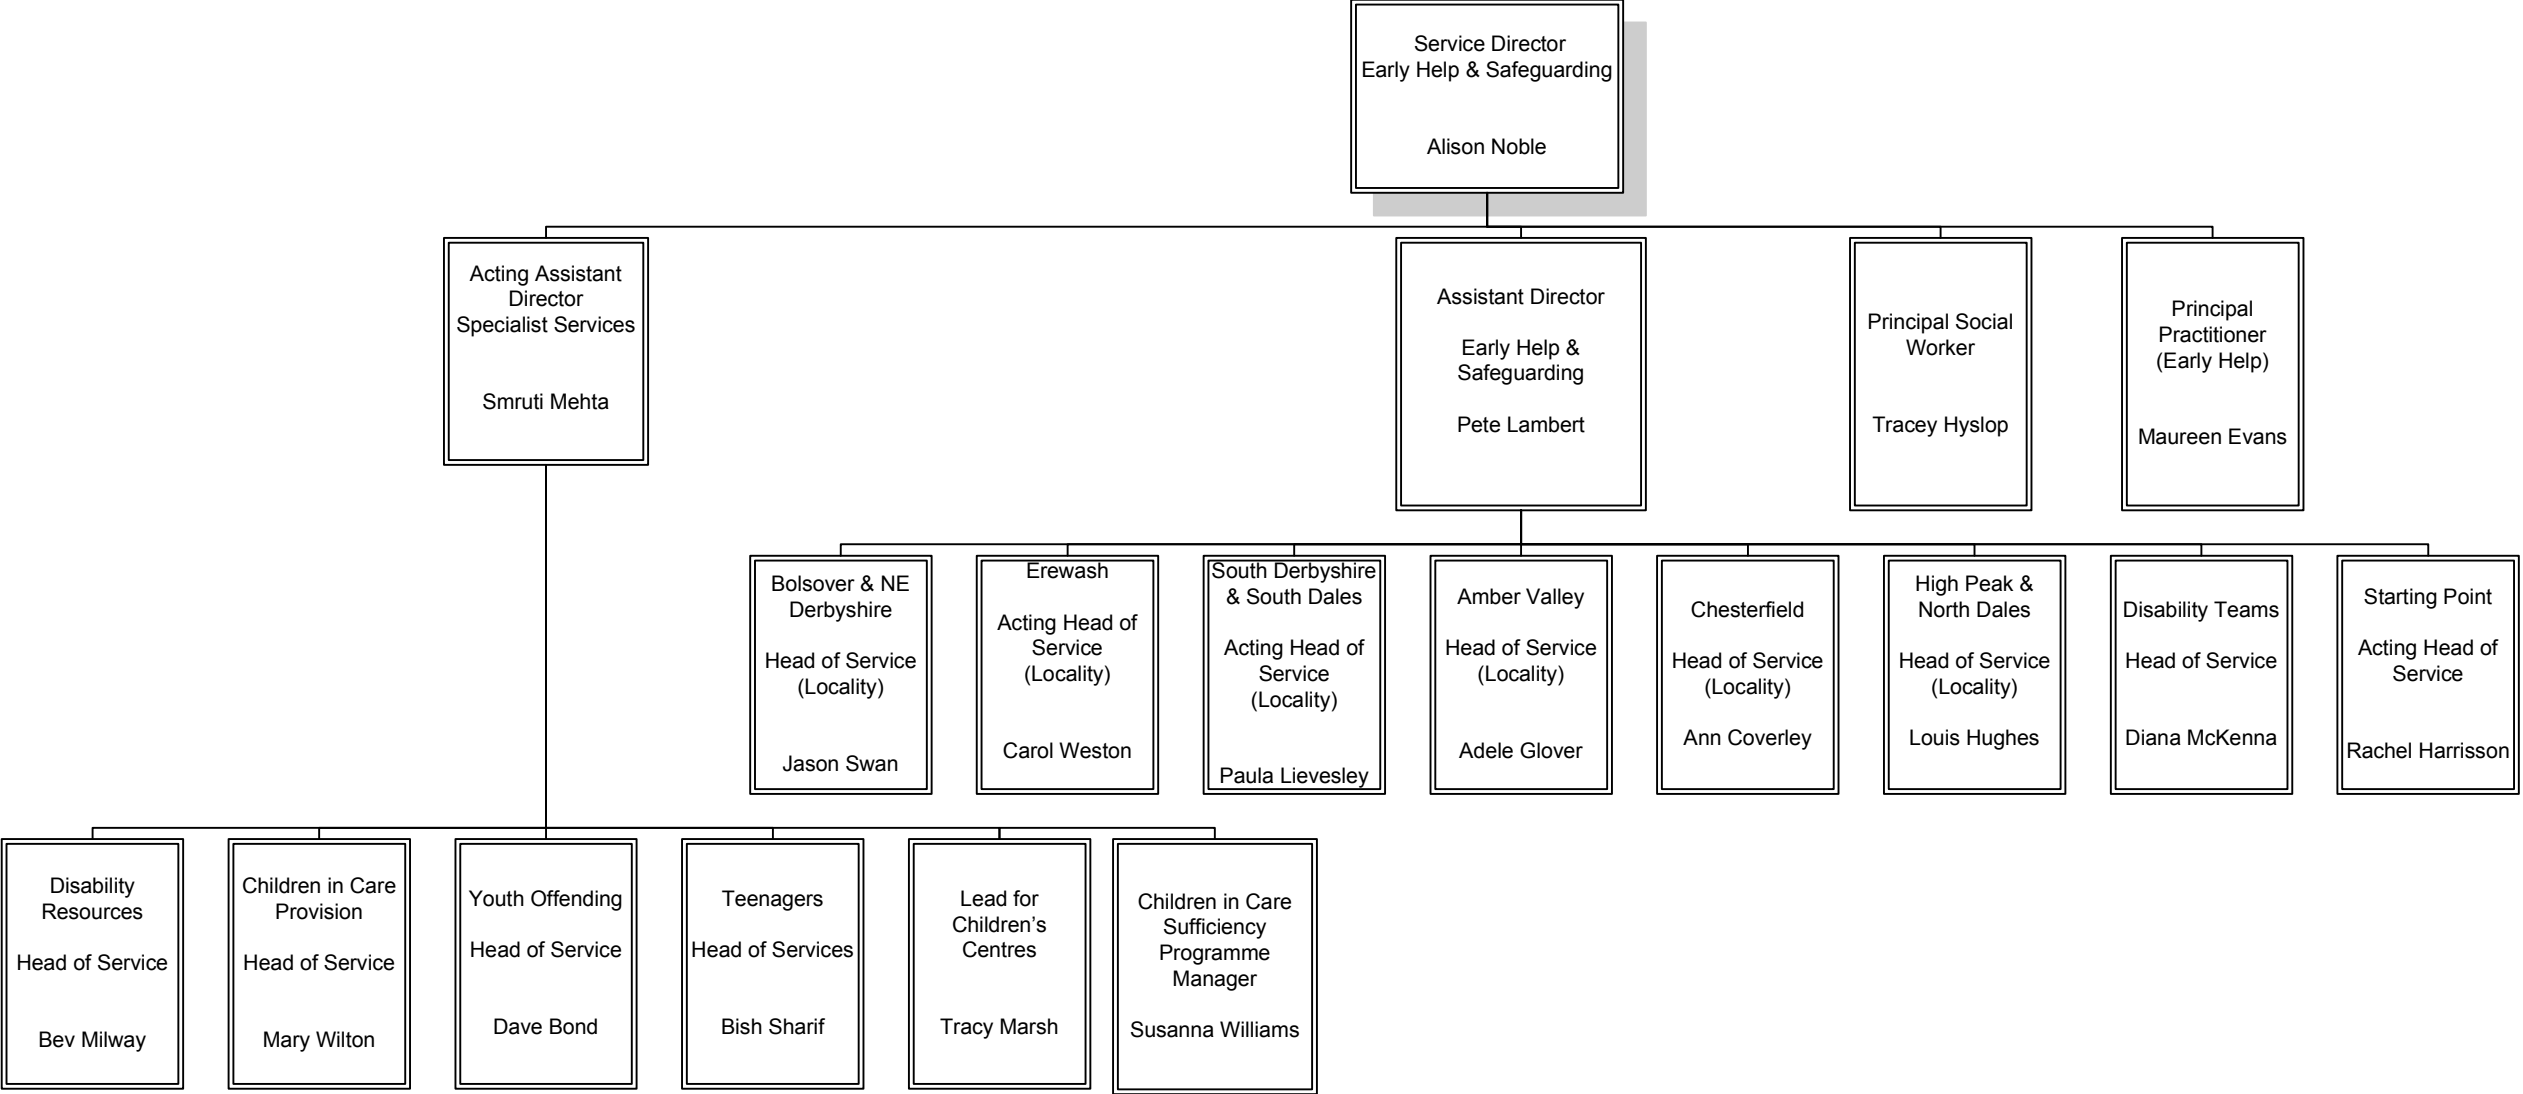 Service Director
Early Help & Safeguarding
Alison Noble
Acting Assistant
Director
Specialist Services
Smruti Mehta
Assistant Director
Early Help &
Safeguarding
Pete Lambert
Principal Social
Worker
Tracey Hyslop
Principal
Practitioner
(Early Help)
Maureen Evans
Bolsover & NE
Derbyshire
Head of Service
(Locality)
Jason Swan
Erewash
Acting Head of
Service
(Locality)
Carol Weston
South Derbyshire
& South Dales
Acting Head of
Service
(Locality)
Paula Lievesley
Amber Valley
Head of Service
(Locality)
Adele Glover
Chesterfield
Head of Service
(Locality)
Ann Coverley
High Peak &
North Dales
Head of Service
(Locality)
Louis Hughes
Disability Teams
Head of Service
Diana McKenna
Starting Point
Acting Head of
Service
Rachel Harrisson
Disability
Resources
Head of Service
Bev Milway
Children in Care
Provision
Head of Service
Mary Wilton
Youth Offending
Head of Service
Dave Bond
Teenagers
Head of Services
Bish Sharif
Lead for
Children’s
Centres
Tracy Marsh
Children in Care
Sufficiency
Programme
Manager
Susanna Williams